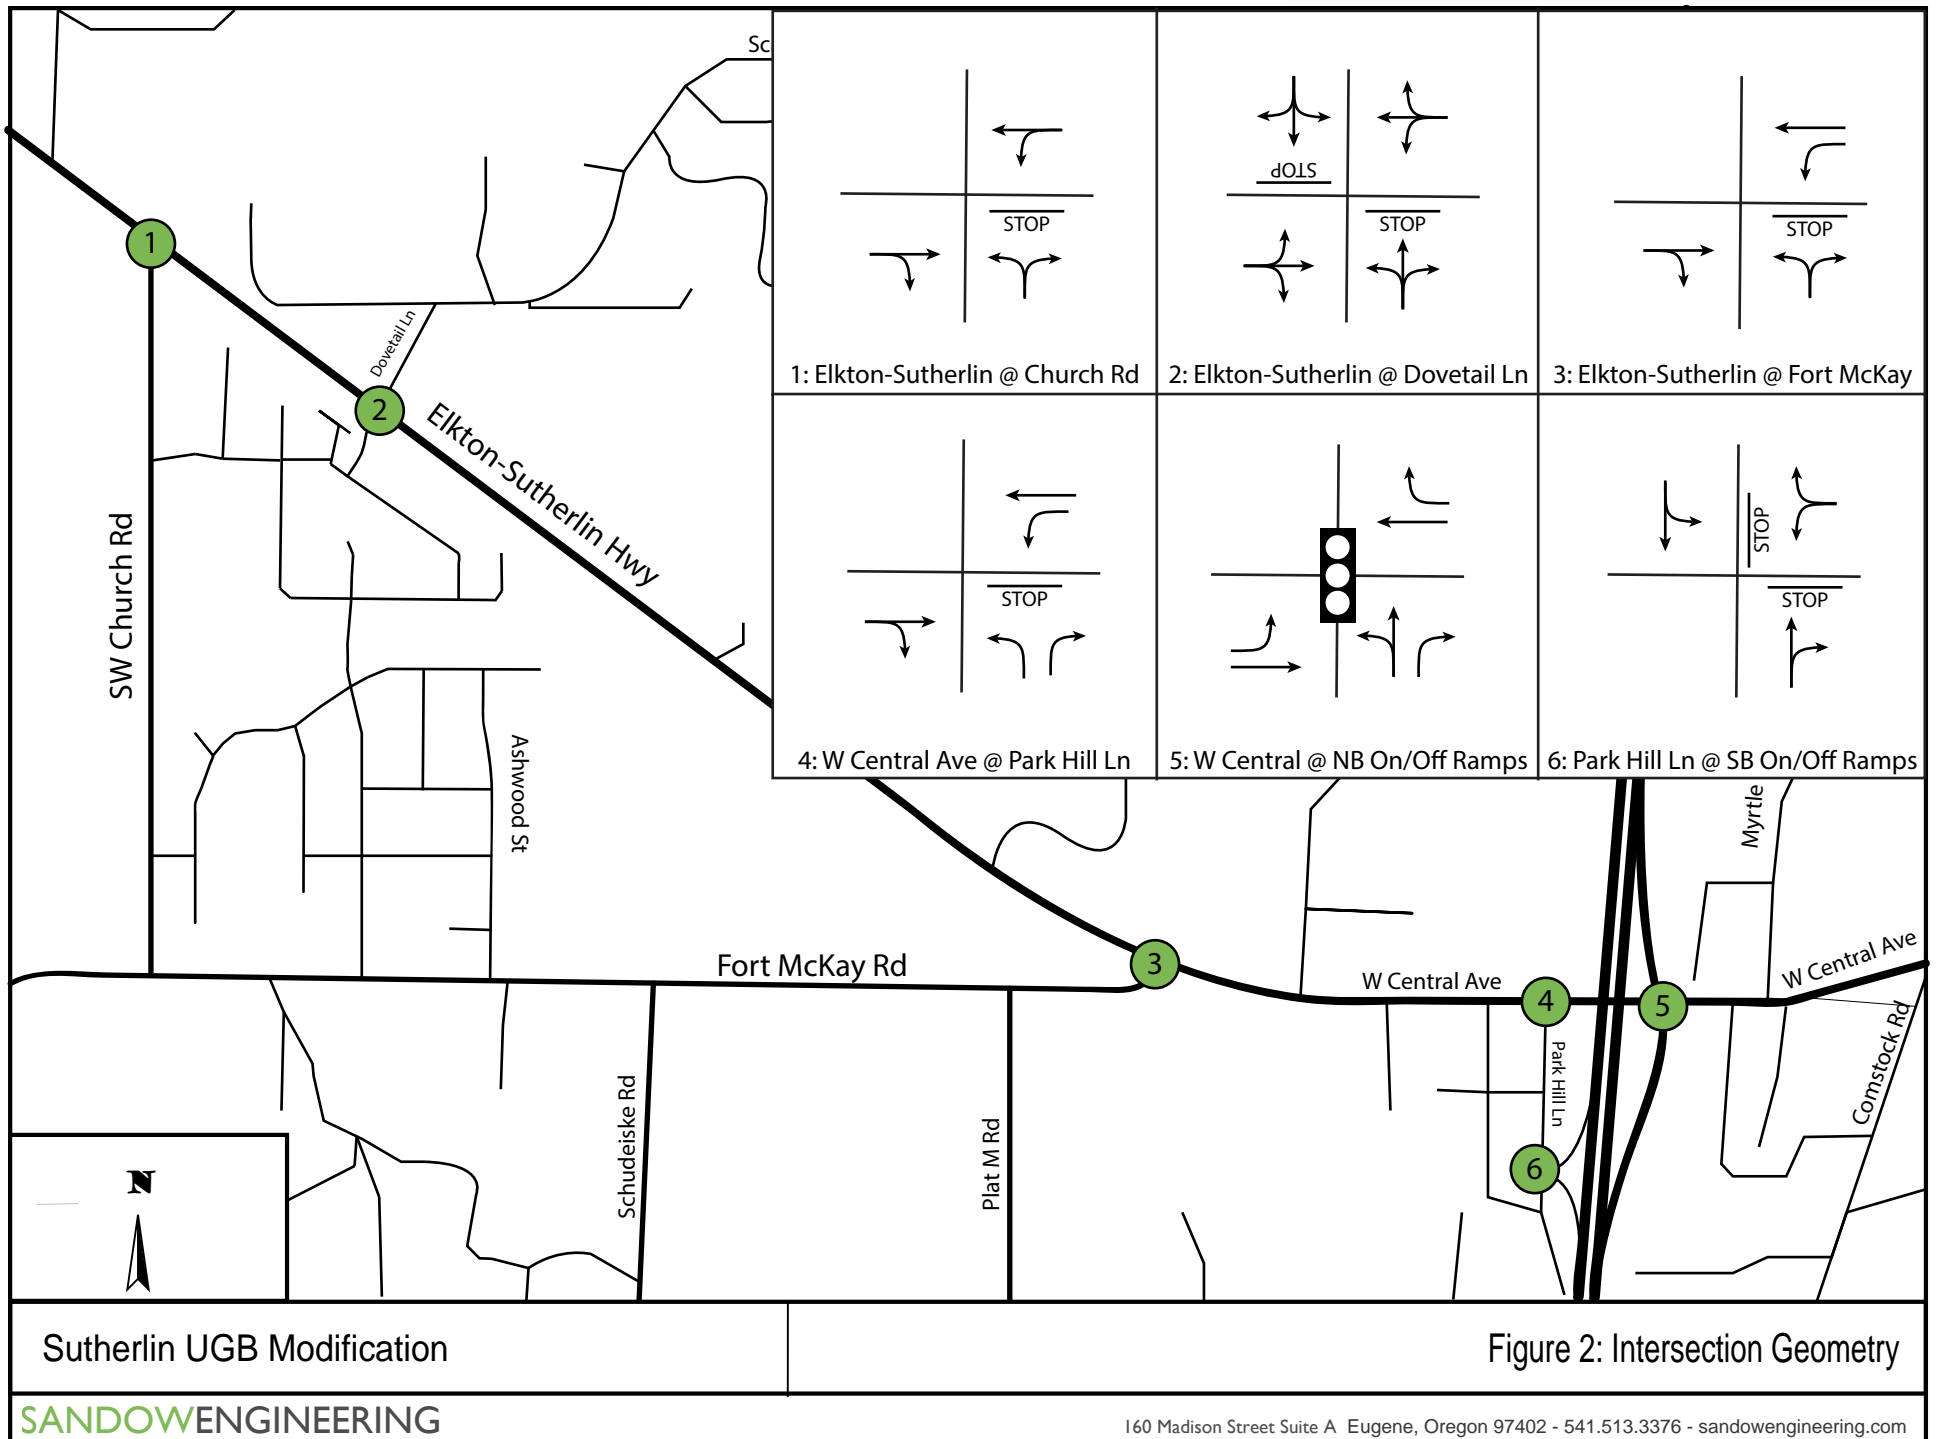 Sc
STOP
STOP
STOP
STOP
1: Elkton-Sutherlin @ Church Rd
2: Elkton-Sutherlin @ Dovetail Ln
3: Elkton-Sutherlin @ Fort McKay
STOP
STOP
STOP
4: W Central Ave @ Park Hill Ln
5: W Central @ NB On/Off Ramps
6: Park Hill Ln @ SB On/Off Ramps
1
Dovetail Ln
2
Elkton-Sutherlin Hwy
SW Church Rd
Ashwood St
Myrtle
Fort McKay Rd
3
W Central Ave
4
5
W Central Ave
Comstock Rd
Park Hill Ln
6
Schudeiske Rd
Plat M Rd
N
Sutherlin UGB Modification
Figure 2: Intersection Geometry
SANDOWENGINEERING
160 Madison Street Suite A Eugene, Oregon 97402 - 541.513.3376 - sandowengineering.com